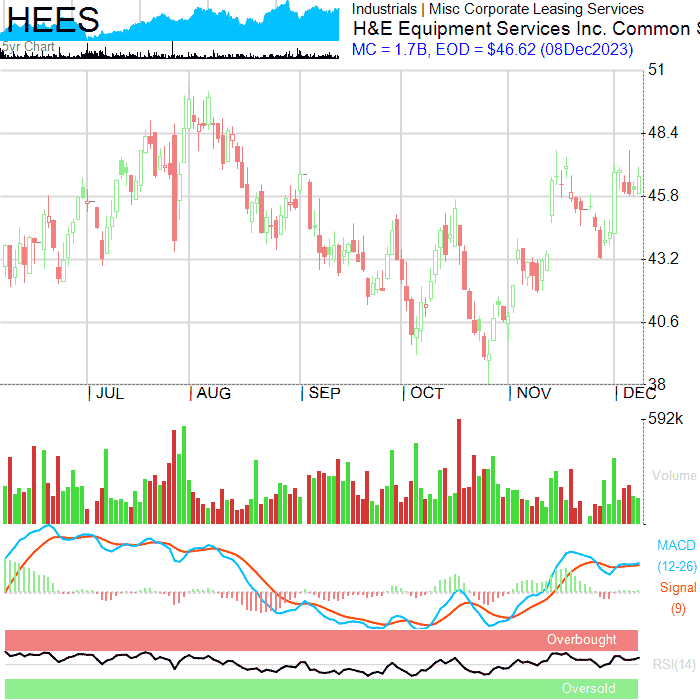 HEES
5yr Chart
Industrials | Misc Corporate Leasing Services
H&E Equipment Services Inc. Common
MC = 1.7B, EOD = $46.62 (08Dec2023)
51
48.4
45.8
43.2
40.6
38
JUL AUG SEP OCT NOV DEC
592k
Volume
MACD
(12-26)
Signal
(9)
Overbought
RSI(14)
Oversold